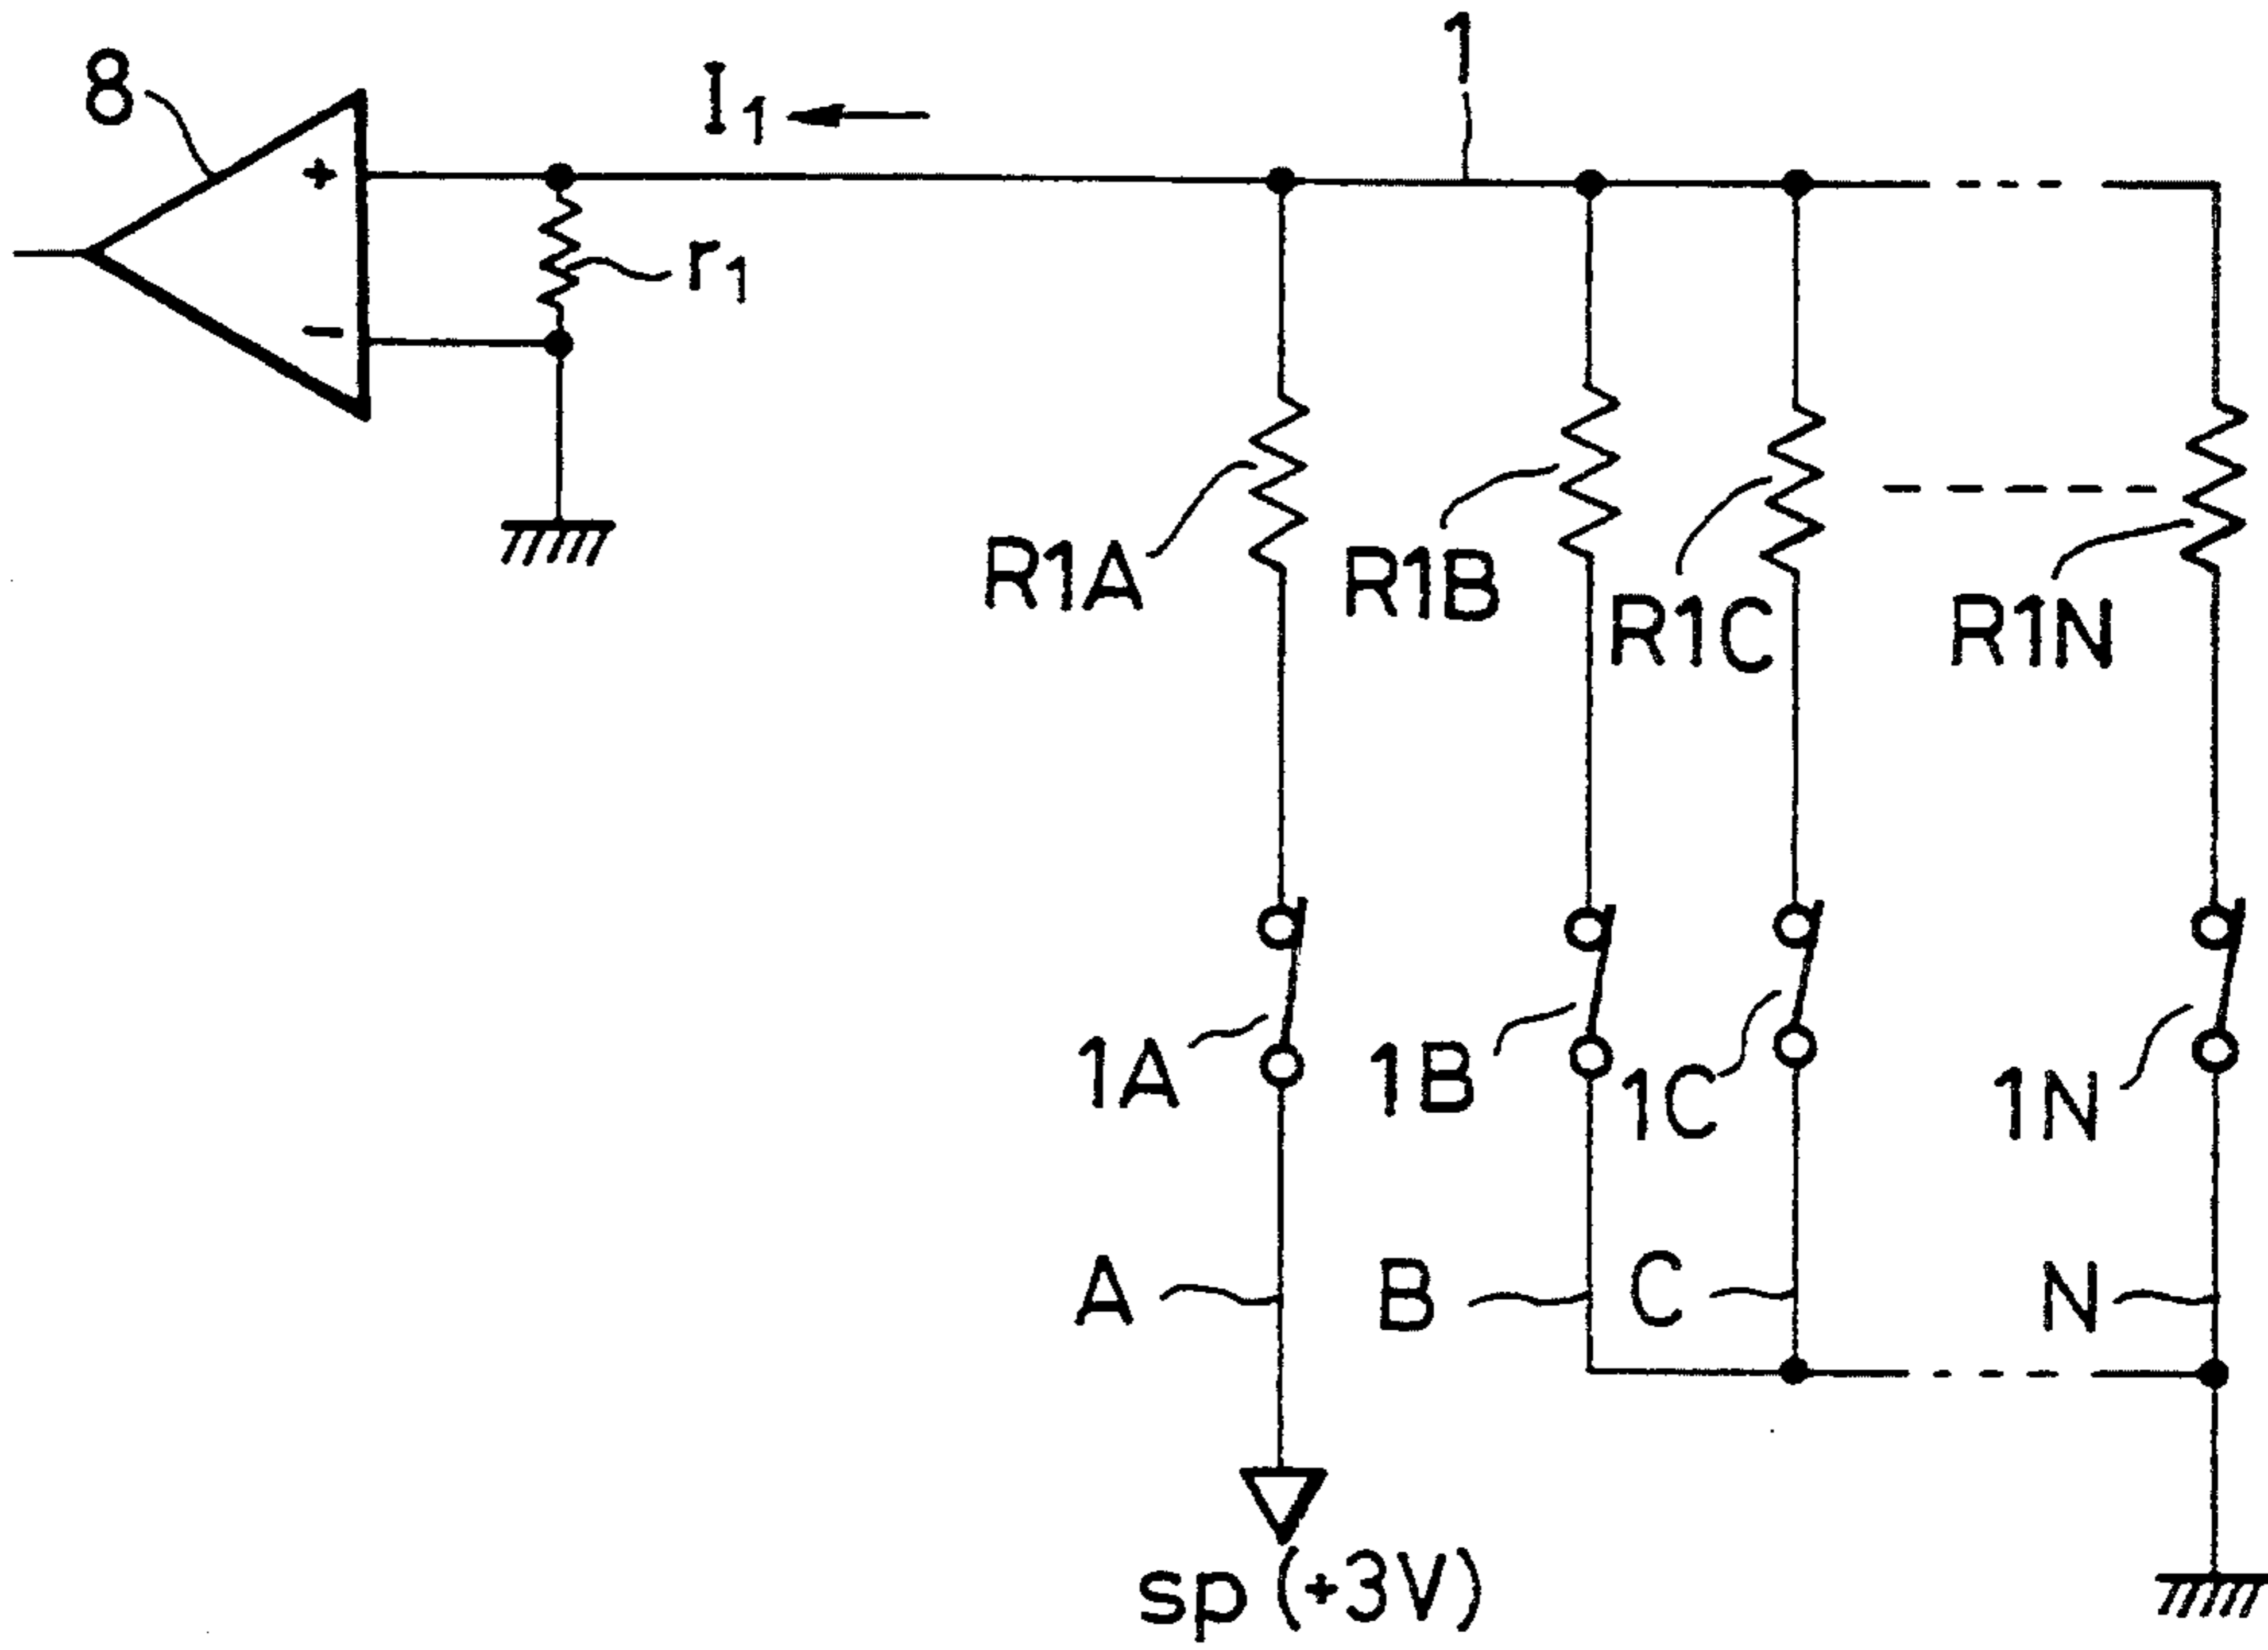 1
8
I₁
+
r₁
−
R1A
R1B
R1C
R1N
1A
1B
1C
1N
A
B
C
N
sp (+3V)